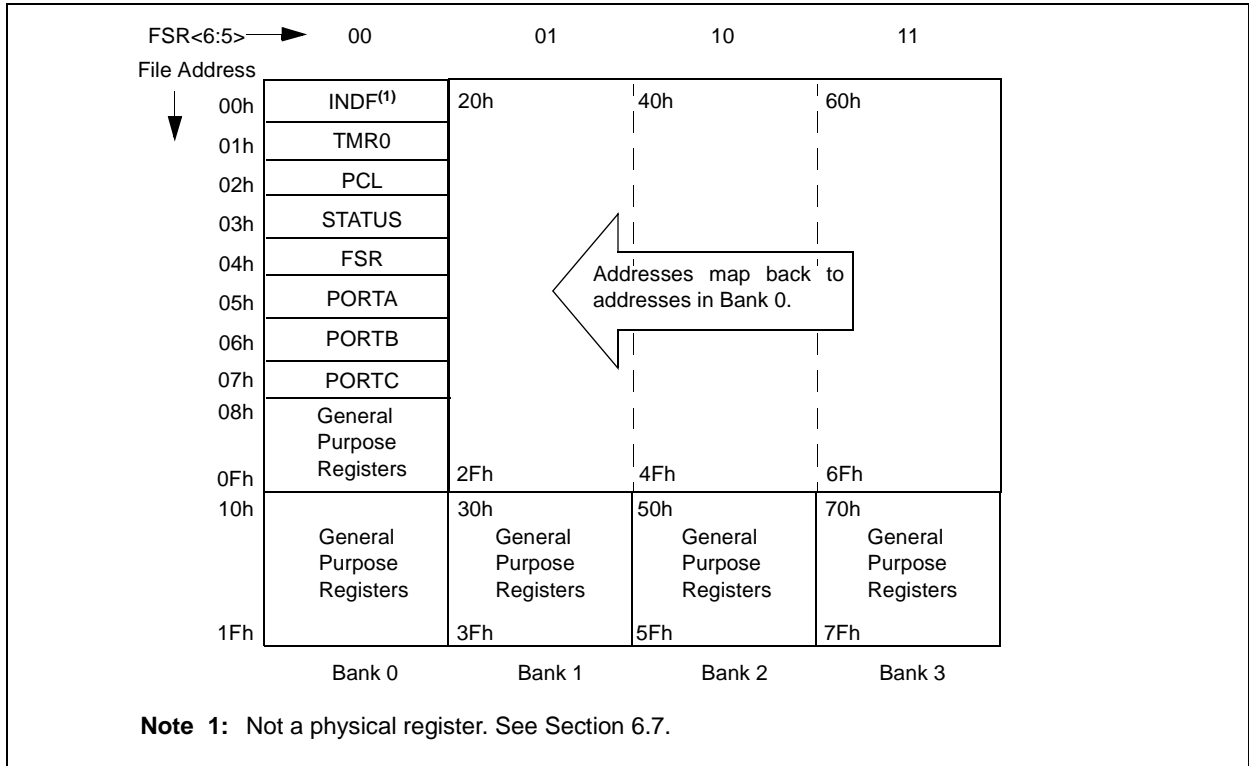 FSR<6:5> 00 01 10 11
File Address
00h INDF(1) 20h 40h 60h
01h TMR0
02h PCL
03h STATUS
04h FSR
Addresses map back to
addresses in Bank 0.
05h PORTA
06h PORTB
07h PORTC
08h General
Purpose
Registers
0Fh 2Fh 4Fh 6Fh
10h 30h 50h 70h
General General General General
Purpose Purpose Purpose Purpose
Registers Registers Registers Registers
1Fh 3Fh 5Fh 7Fh
Bank 0 Bank 1 Bank 2 Bank 3
Note 1: Not a physical register. See Section 6.7.